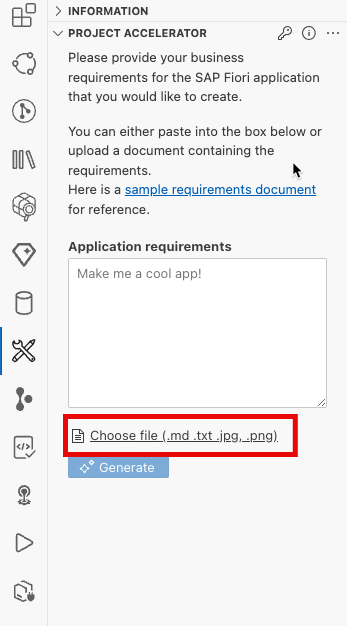 INFORMATION
PROJECT ACCELERATOR
Please provide your business
requirements for the SAP Fiori application
that you would like to create.
You can either paste into the box below or
upload a document containing the
requirements.
Here is a sample requirements document
for reference.
Application requirements
Make me a cool app!
Choose file (.md .txt .jpg, .png)
Generate